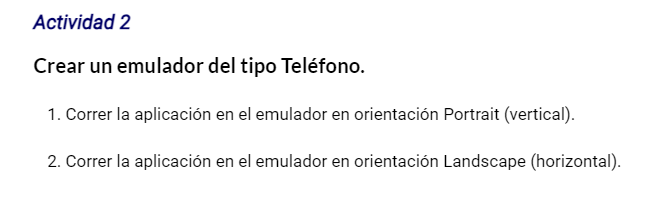 Actividad 2
Crear un emulador del tipo Teléfono.
1. Correr la aplicación en el emulador en orientación Portrait (vertical).
2. Correr la aplicación en el emulador en orientación Landscape (horizontal).